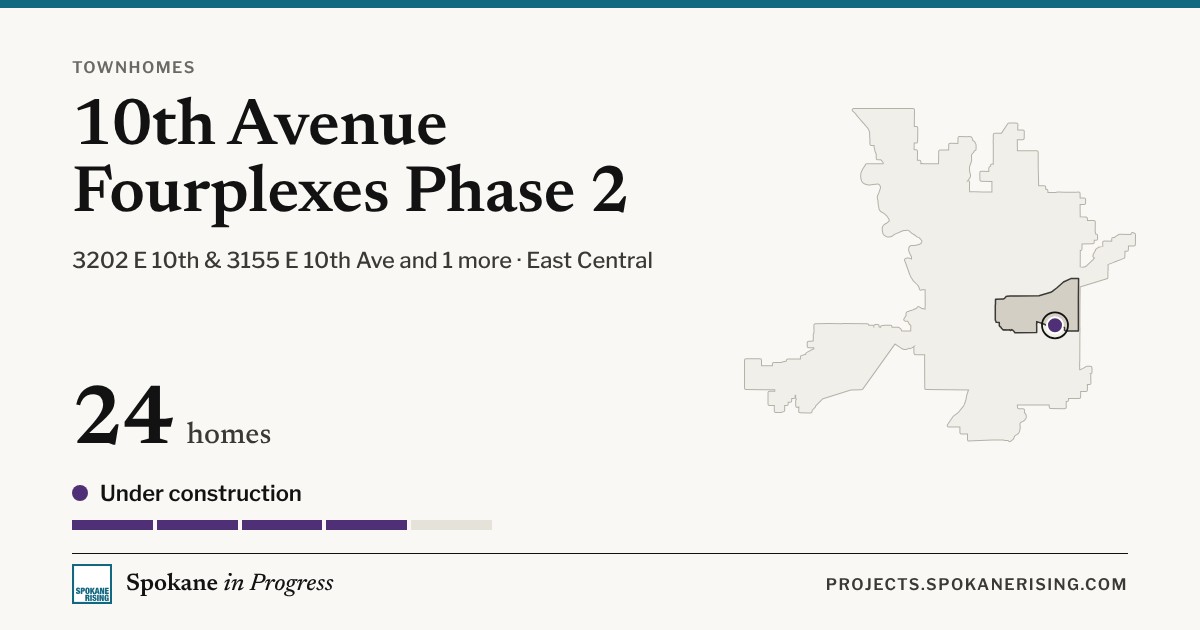 TOWNHOMES
10th Avenue
Fourplexes Phase 2
3202 E 10th & 3155 E 10th Ave and 1 more · East Central
24 homes
Under construction
SPOKANE
RISING
Spokane in Progress
PROJECTS.SPOKANERISING.COM